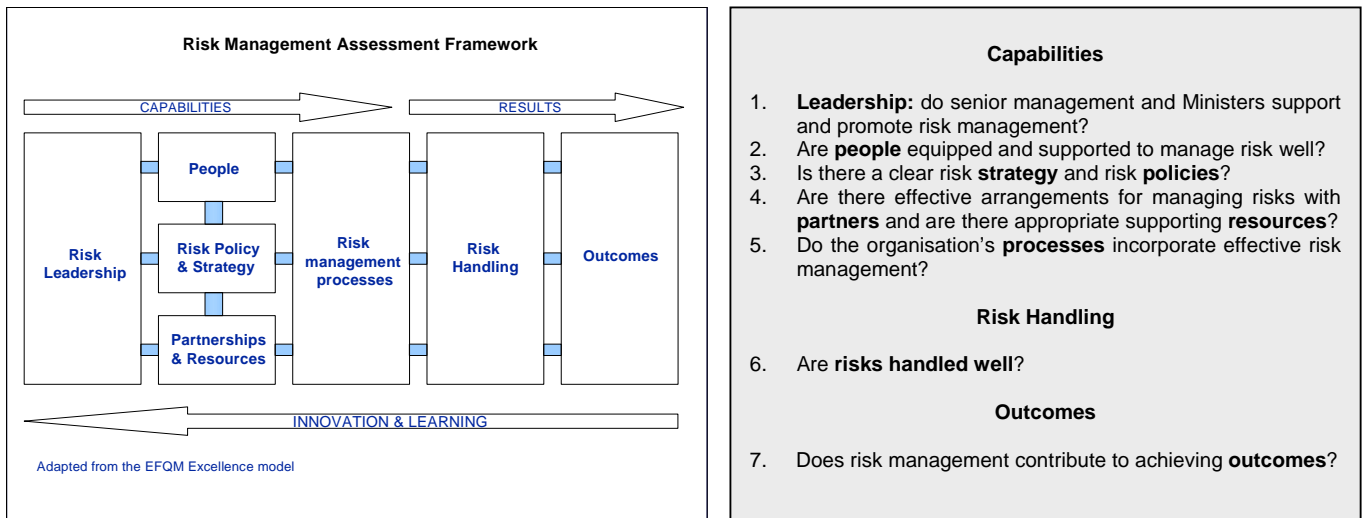 Risk Management Assessment Framework
CAPABILITIES
RESULTS
Risk
Leadership
People
Risk Policy
& Strategy
Partnerships
& Resources
Risk
management
processes
Risk
Handling
Outcomes
INNOVATION & LEARNING
Adapted from the EFQM Excellence model
Capabilities
1. Leadership: do senior management and Ministers support
and promote risk management?
2. Are people equipped and supported to manage risk well?
3. Is there a clear risk strategy and risk policies?
4. Are there effective arrangements for managing risks with
partners and are there appropriate supporting resources?
5. Do the organisation's processes incorporate effective risk
management?
Risk Handling
6. Are risks handled well?
Outcomes
7. Does risk management contribute to achieving outcomes?